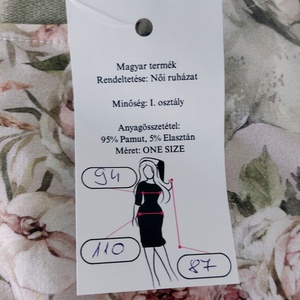 Magyar termék
Rendeltetése: Női ruházat
Minőség: I. osztály
Anyagösszetétel:
95% Pamut, 5% Elasztán
Méret: ONE SIZE
94
110
87